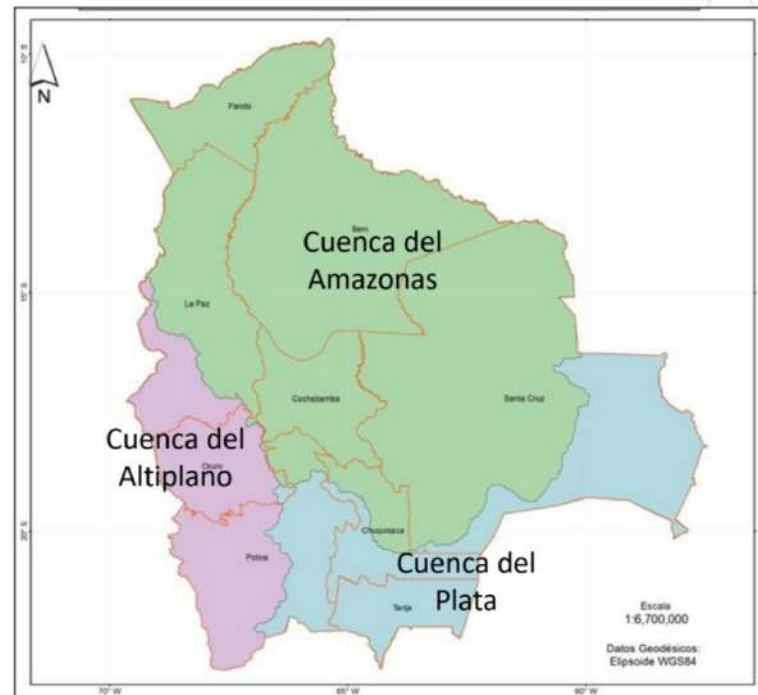 10° S
N
Pando
Beni
Cuenca del
Amazonas
15° S
La Paz
Cochabamba
Santa Cruz
Cuenca del
Altiplano
Oruro
20° S
Chuquisaca
Potosí
Cuenca del
Plata
Tarija
Escala
1:6,700,000
Datos Geodésicos:
Elipsoide WGS84
70° W
65° W
60° W